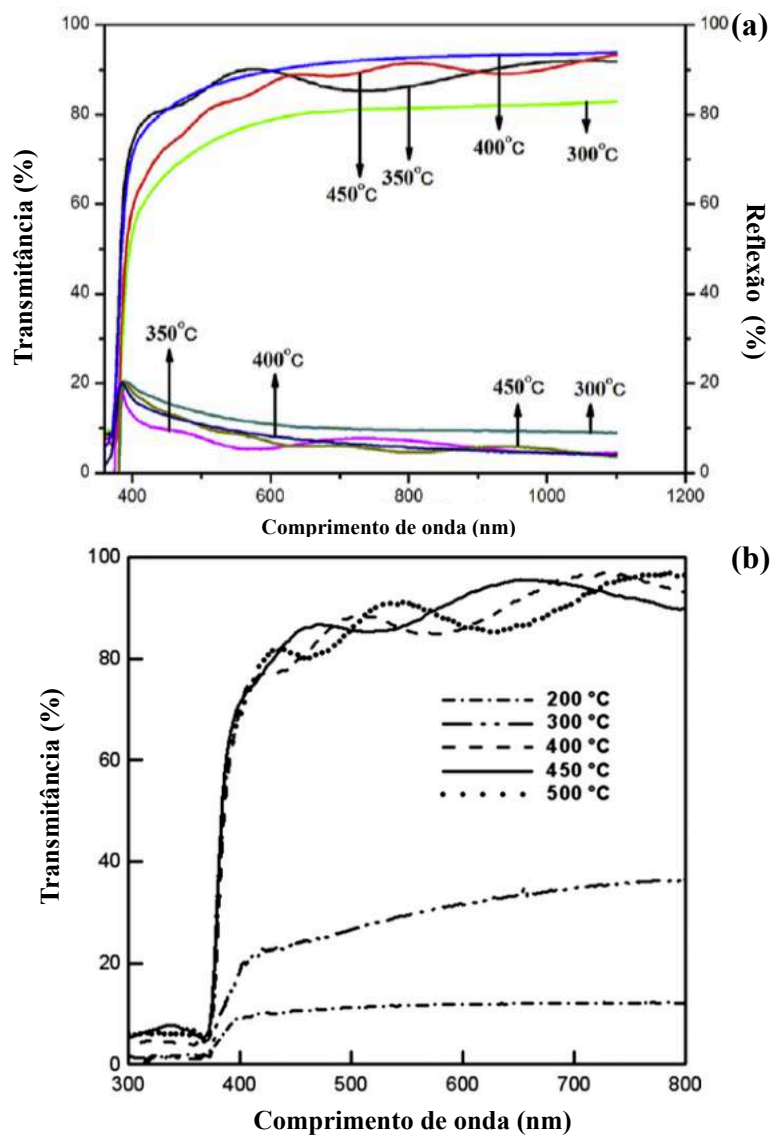 (a)
100
80
60
40
20
0
100
80
60
40
20
0
Transmitância (%)
Reflexão (%)
450°C
350°C
400°C
300°C
350°C
400°C
450°C
300°C
400 600 800 1000 1200
Comprimento de onda (nm)
(b)
100
80
60
40
20
0
Transmitância (%)
200 °C
300 °C
400 °C
450 °C
500 °C
300 400 500 600 700 800
Comprimento de onda (nm)